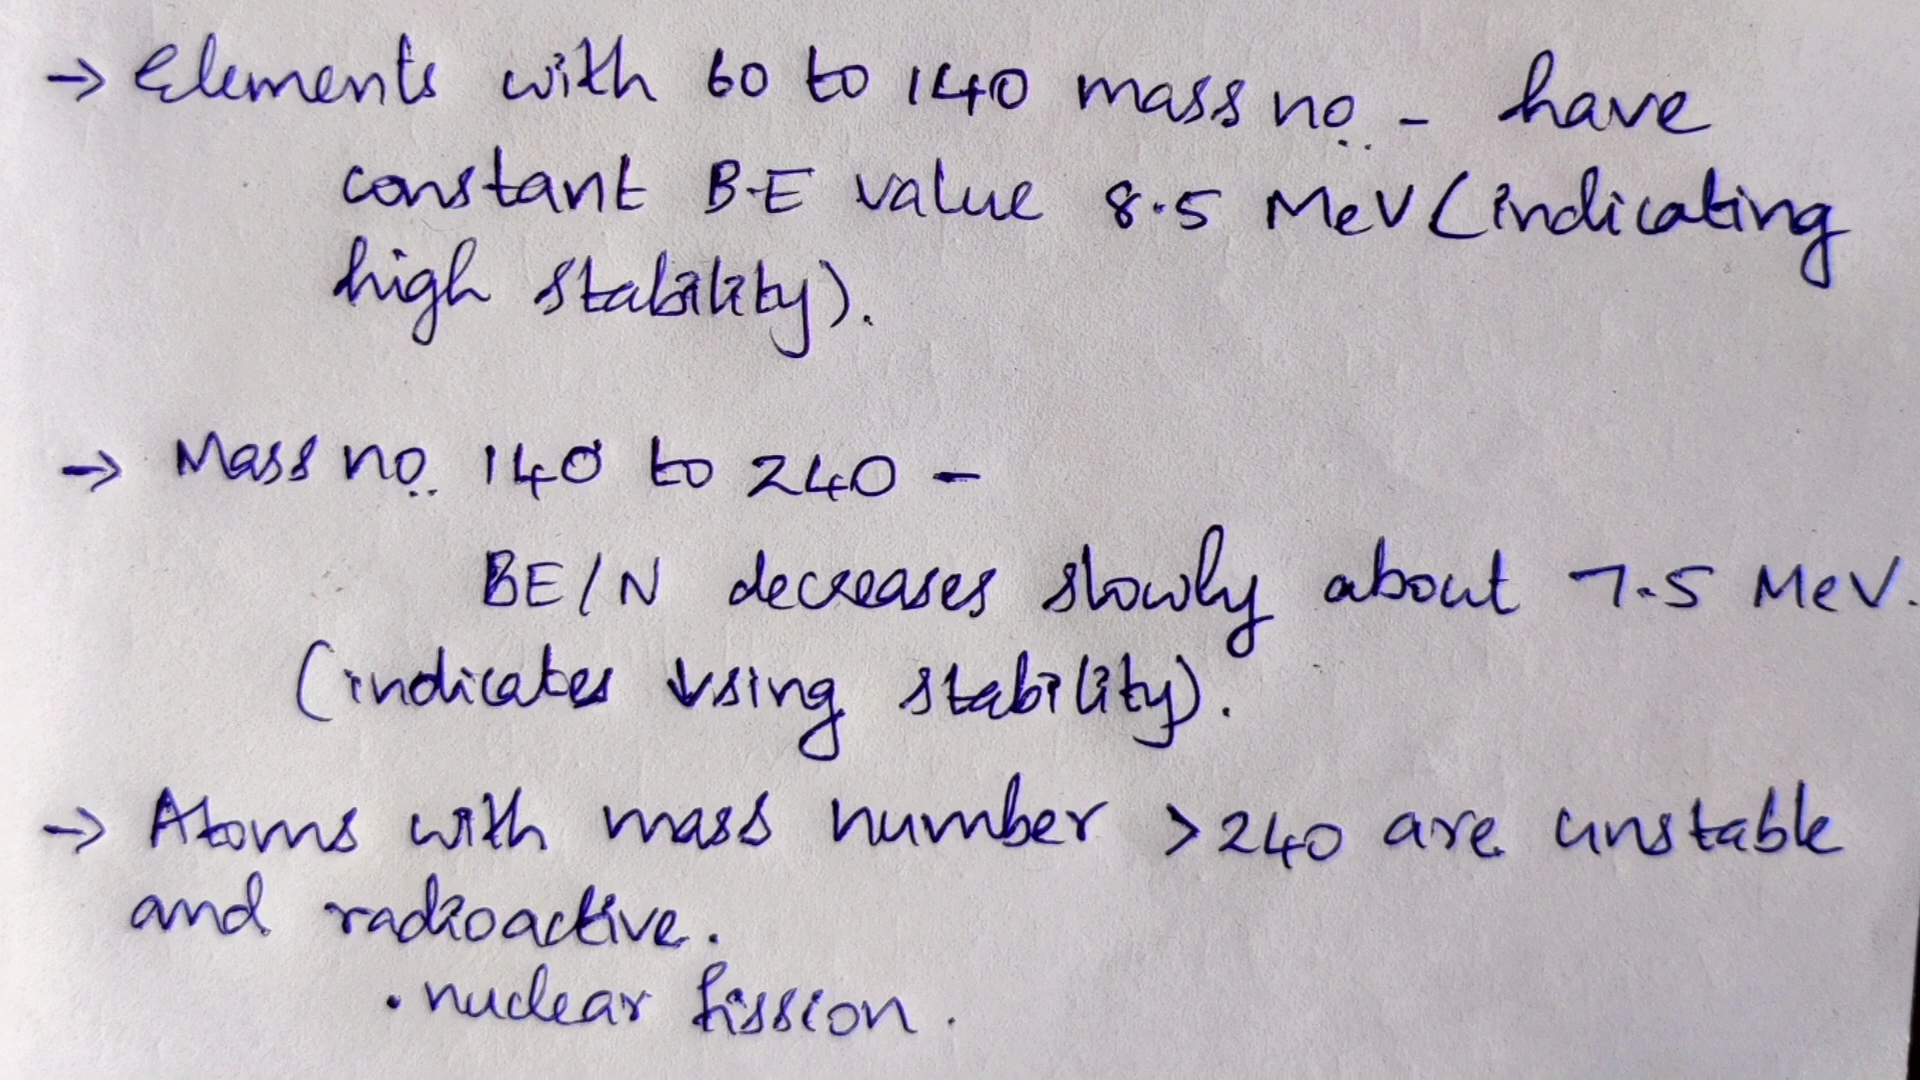 → Elements with 60 to 140 mass no. - have
constant B.E value 8.5 MeV (indicating
high stability).
→ Mass no. 140 to 240 -
BE/N decreases slowly about 7.5 MeV.
(indicates ↓sing stability).
→ Atoms with mass number >240 are unstable
and radioactive.
• nuclear fission.